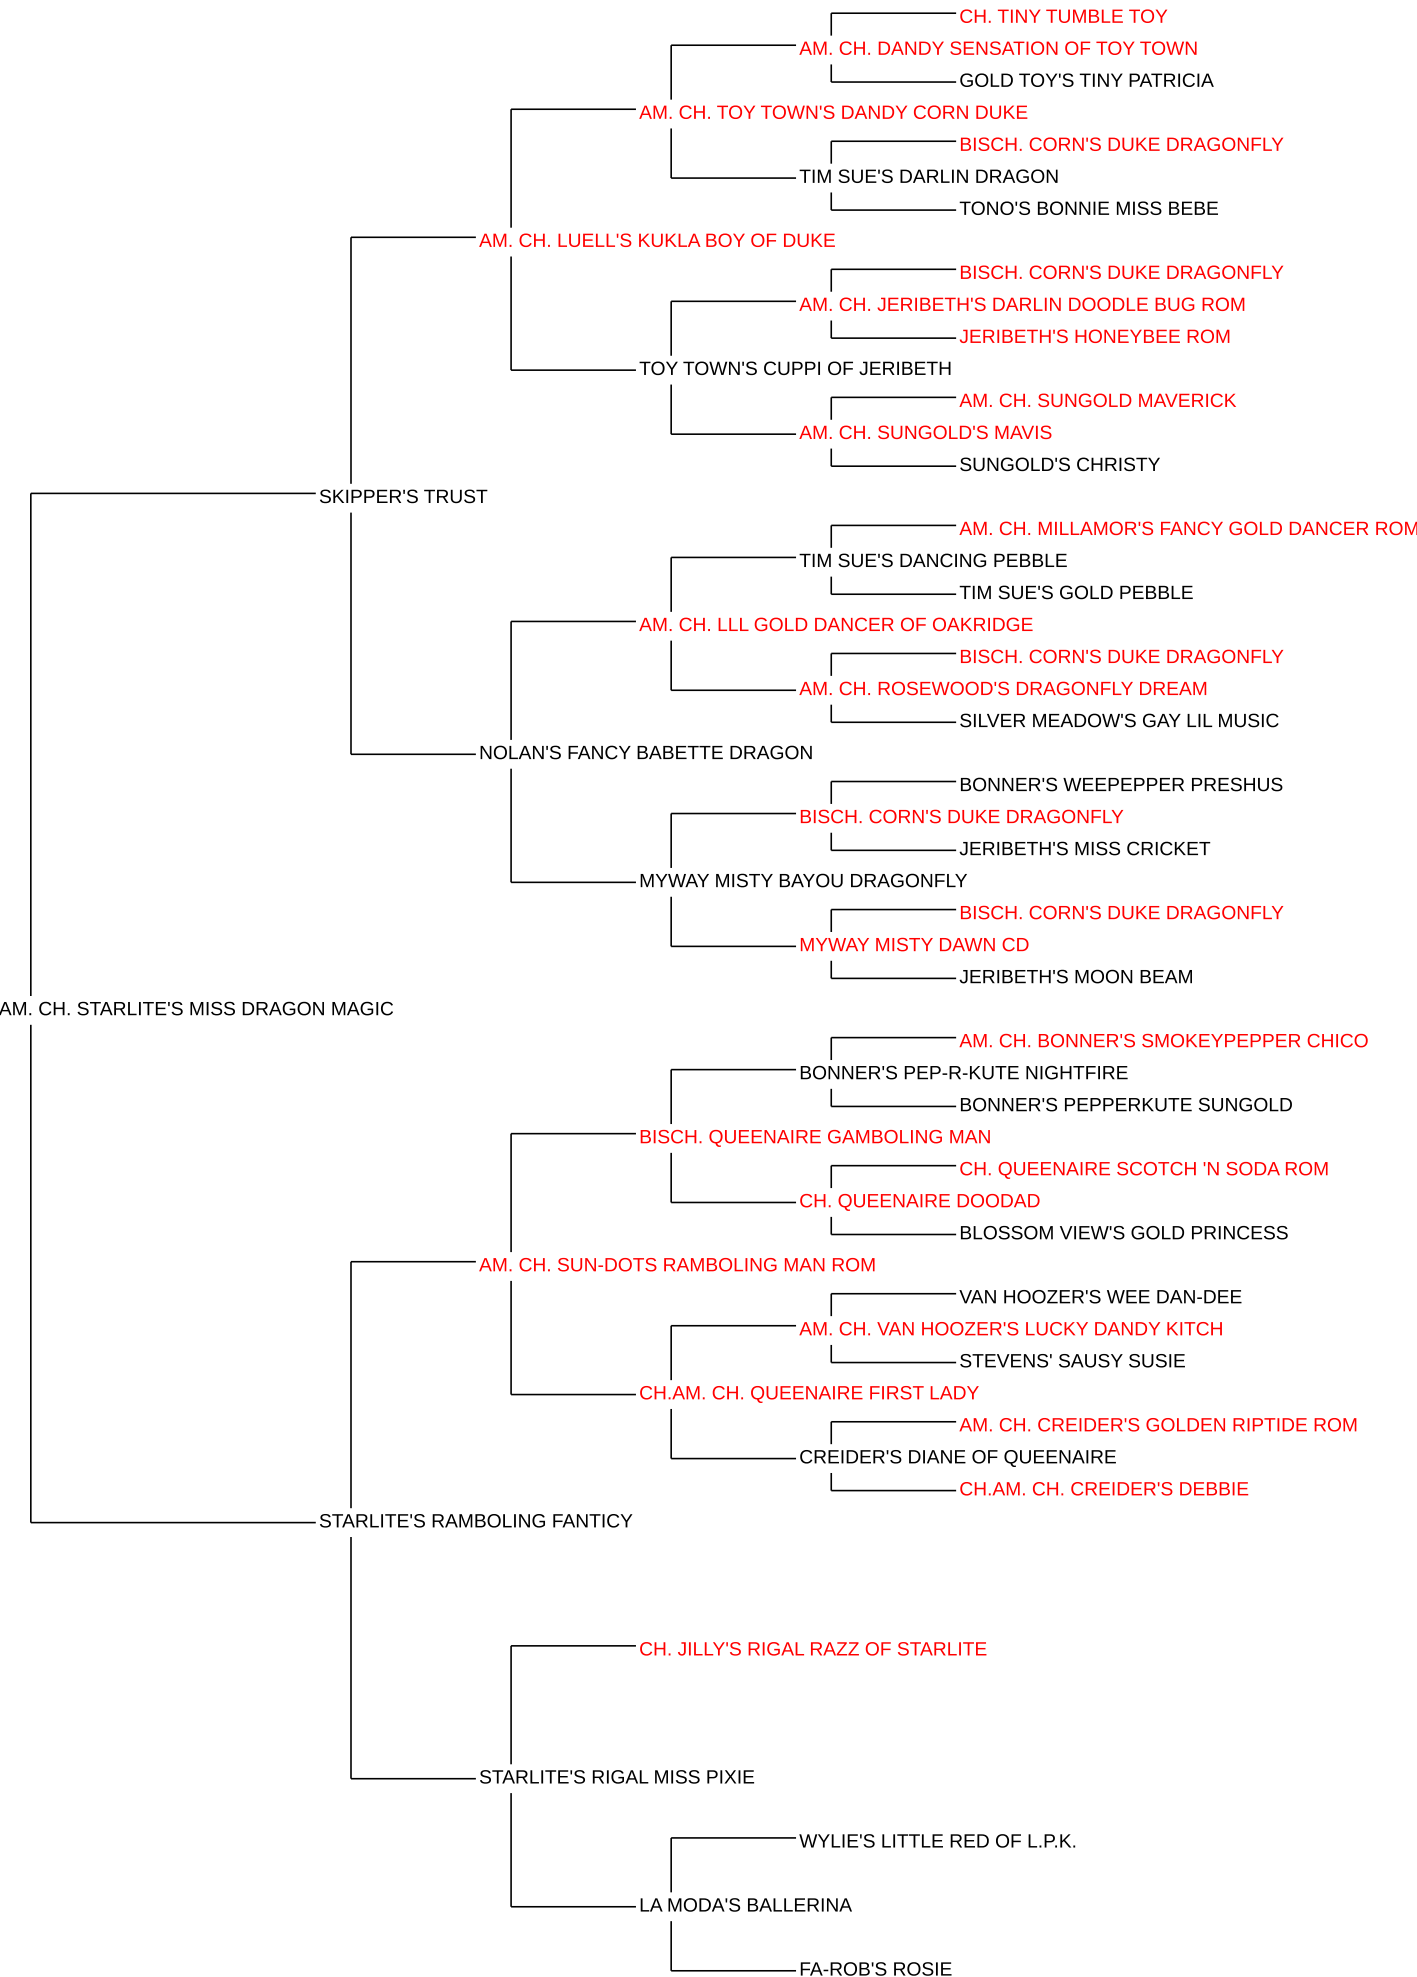 CH. TINY TUMBLE TOY
AM. CH. DANDY SENSATION OF TOY TOWN
GOLD TOY'S TINY PATRICIA
AM. CH. TOY TOWN'S DANDY CORN DUKE
BISCH. CORN'S DUKE DRAGONFLY
TIM SUE'S DARLIN DRAGON
TONO'S BONNIE MISS BEBE
AM. CH. LUELL'S KUKLA BOY OF DUKE
BISCH. CORN'S DUKE DRAGONFLY
AM. CH. JERIBETH'S DARLIN DOODLE BUG ROM
JERIBETH'S HONEYBEE ROM
TOY TOWN'S CUPPI OF JERIBETH
AM. CH. SUNGOLD MAVERICK
AM. CH. SUNGOLD'S MAVIS
SUNGOLD'S CHRISTY
SKIPPER'S TRUST
AM. CH. MILLAMOR'S FANCY GOLD DANCER ROM
TIM SUE'S DANCING PEBBLE
TIM SUE'S GOLD PEBBLE
AM. CH. LLL GOLD DANCER OF OAKRIDGE
BISCH. CORN'S DUKE DRAGONFLY
AM. CH. ROSEWOOD'S DRAGONFLY DREAM
SILVER MEADOW'S GAY LIL MUSIC
NOLAN'S FANCY BABETTE DRAGON
BONNER'S WEEPEPPER PRESHUS
BISCH. CORN'S DUKE DRAGONFLY
JERIBETH'S MISS CRICKET
MYWAY MISTY BAYOU DRAGONFLY
BISCH. CORN'S DUKE DRAGONFLY
MYWAY MISTY DAWN CD
JERIBETH'S MOON BEAM
AM. CH. STARLITE'S MISS DRAGON MAGIC
AM. CH. BONNER'S SMOKEYPEPPER CHICO
BONNER'S PEP-R-KUTE NIGHTFIRE
BONNER'S PEPPERKUTE SUNGOLD
BISCH. QUEENAIRE GAMBOLING MAN
CH. QUEENAIRE SCOTCH 'N SODA ROM
CH. QUEENAIRE DOODAD
BLOSSOM VIEW'S GOLD PRINCESS
AM. CH. SUN-DOTS RAMBOLING MAN ROM
VAN HOOZER'S WEE DAN-DEE
AM. CH. VAN HOOZER'S LUCKY DANDY KITCH
STEVENS' SAUSY SUSIE
CH.AM. CH. QUEENAIRE FIRST LADY
AM. CH. CREIDER'S GOLDEN RIPTIDE ROM
CREIDER'S DIANE OF QUEENAIRE
CH.AM. CH. CREIDER'S DEBBIE
STARLITE'S RAMBOLING FANTICY
CH. JILLY'S RIGAL RAZZ OF STARLITE
STARLITE'S RIGAL MISS PIXIE
WYLIE'S LITTLE RED OF L.P.K.
LA MODA'S BALLERINA
FA-ROB'S ROSIE